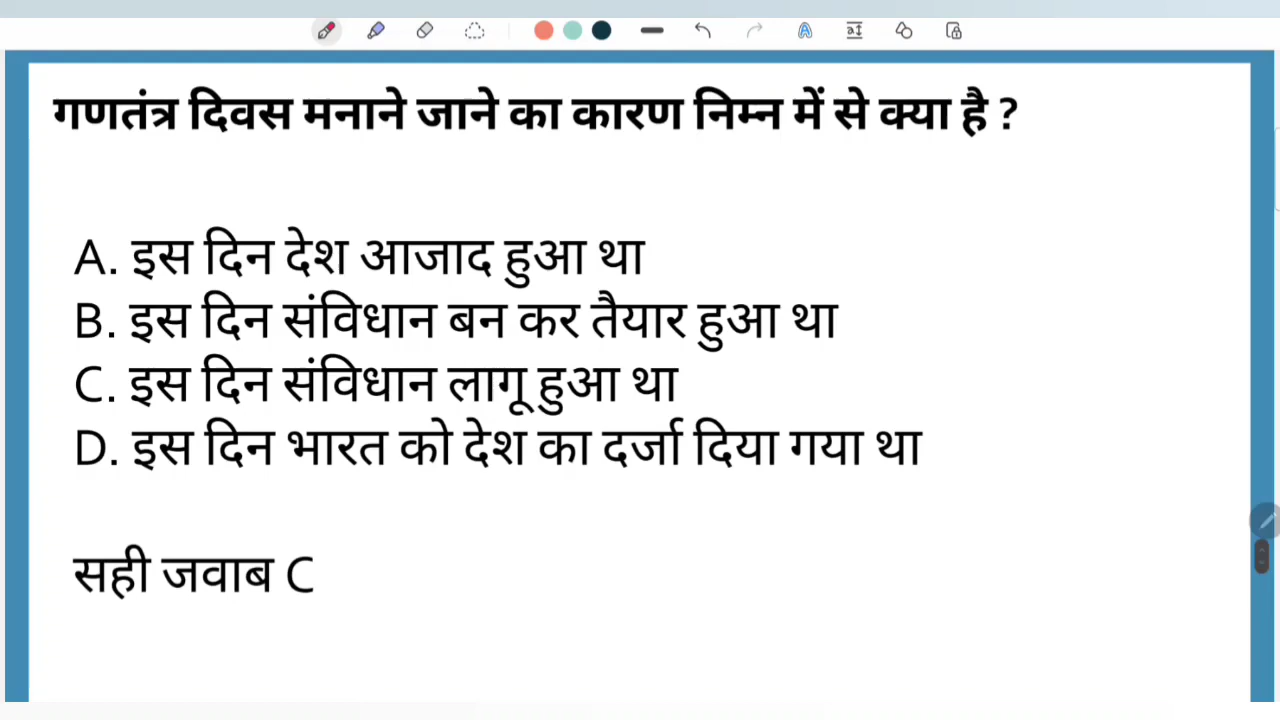 गणतंत्र दिवस मनाने जाने का कारण निम्न में से क्या है ?
A. इस दिन देश आजाद हुआ था
B. इस दिन संविधान बन कर तैयार हुआ था
C. इस दिन संविधान लागू हुआ था
D. इस दिन भारत को देश का दर्जा दिया गया था
सही जवाब C